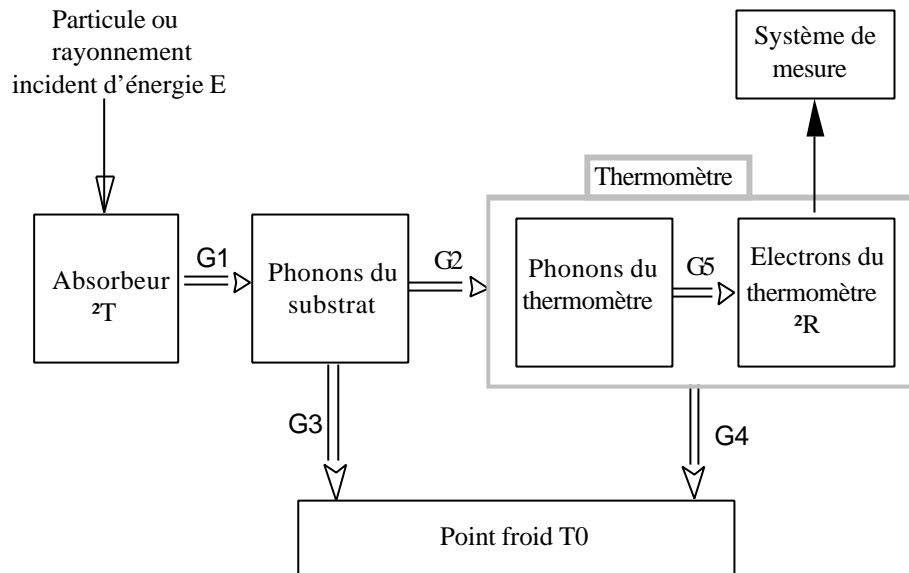 Particule ou
rayonnement
incident d’énergie E
Système de
mesure
Thermomètre
Absorbeur
²T
G1
Phonons du
substrat
G2
Phonons du
thermomètre
G5
Electrons du
thermomètre
²R
G3
G4
Point froid T0